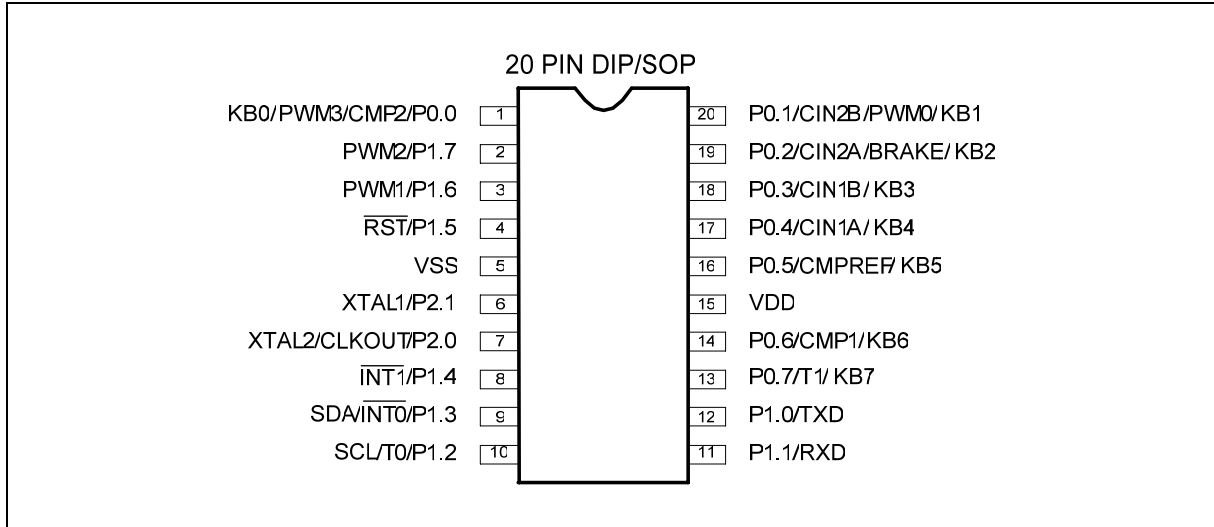 20 PIN DIP/SOP
KB0/PWM3/CMP2/P0.0 1 20 P0.1/CIN2B/PWM0/KB1
PWM2/P1.7 2 19 P0.2/CIN2A/BRAKE/KB2
PWM1/P1.6 3 18 P0.3/CIN1B/KB3
R̅S̅T̅/P1.5 4 17 P0.4/CIN1A/KB4
VSS 5 16 P0.5/CMPREF/KB5
XTAL1/P2.1 6 15 VDD
XTAL2/CLKOUT/P2.0 7 14 P0.6/CMP1/KB6
I̅N̅T̅1̅/P1.4 8 13 P0.7/T1/KB7
SDA/I̅N̅T̅0̅/P1.3 9 12 P1.0/TXD
SCL/T0/P1.2 10 11 P1.1/RXD